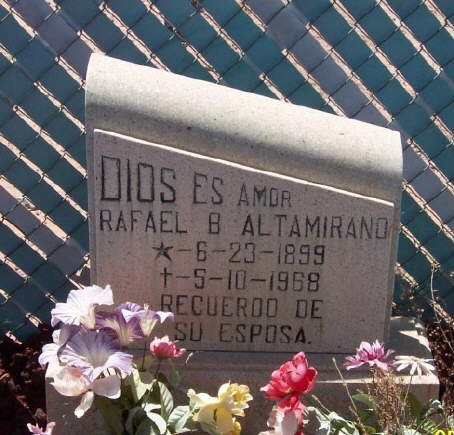 DIOS ES AMOR
RAFAEL B ALTAMIRANO
★-6-23-1899
✝-5-10-1968
RECUERDO DE
SU ESPOSA.